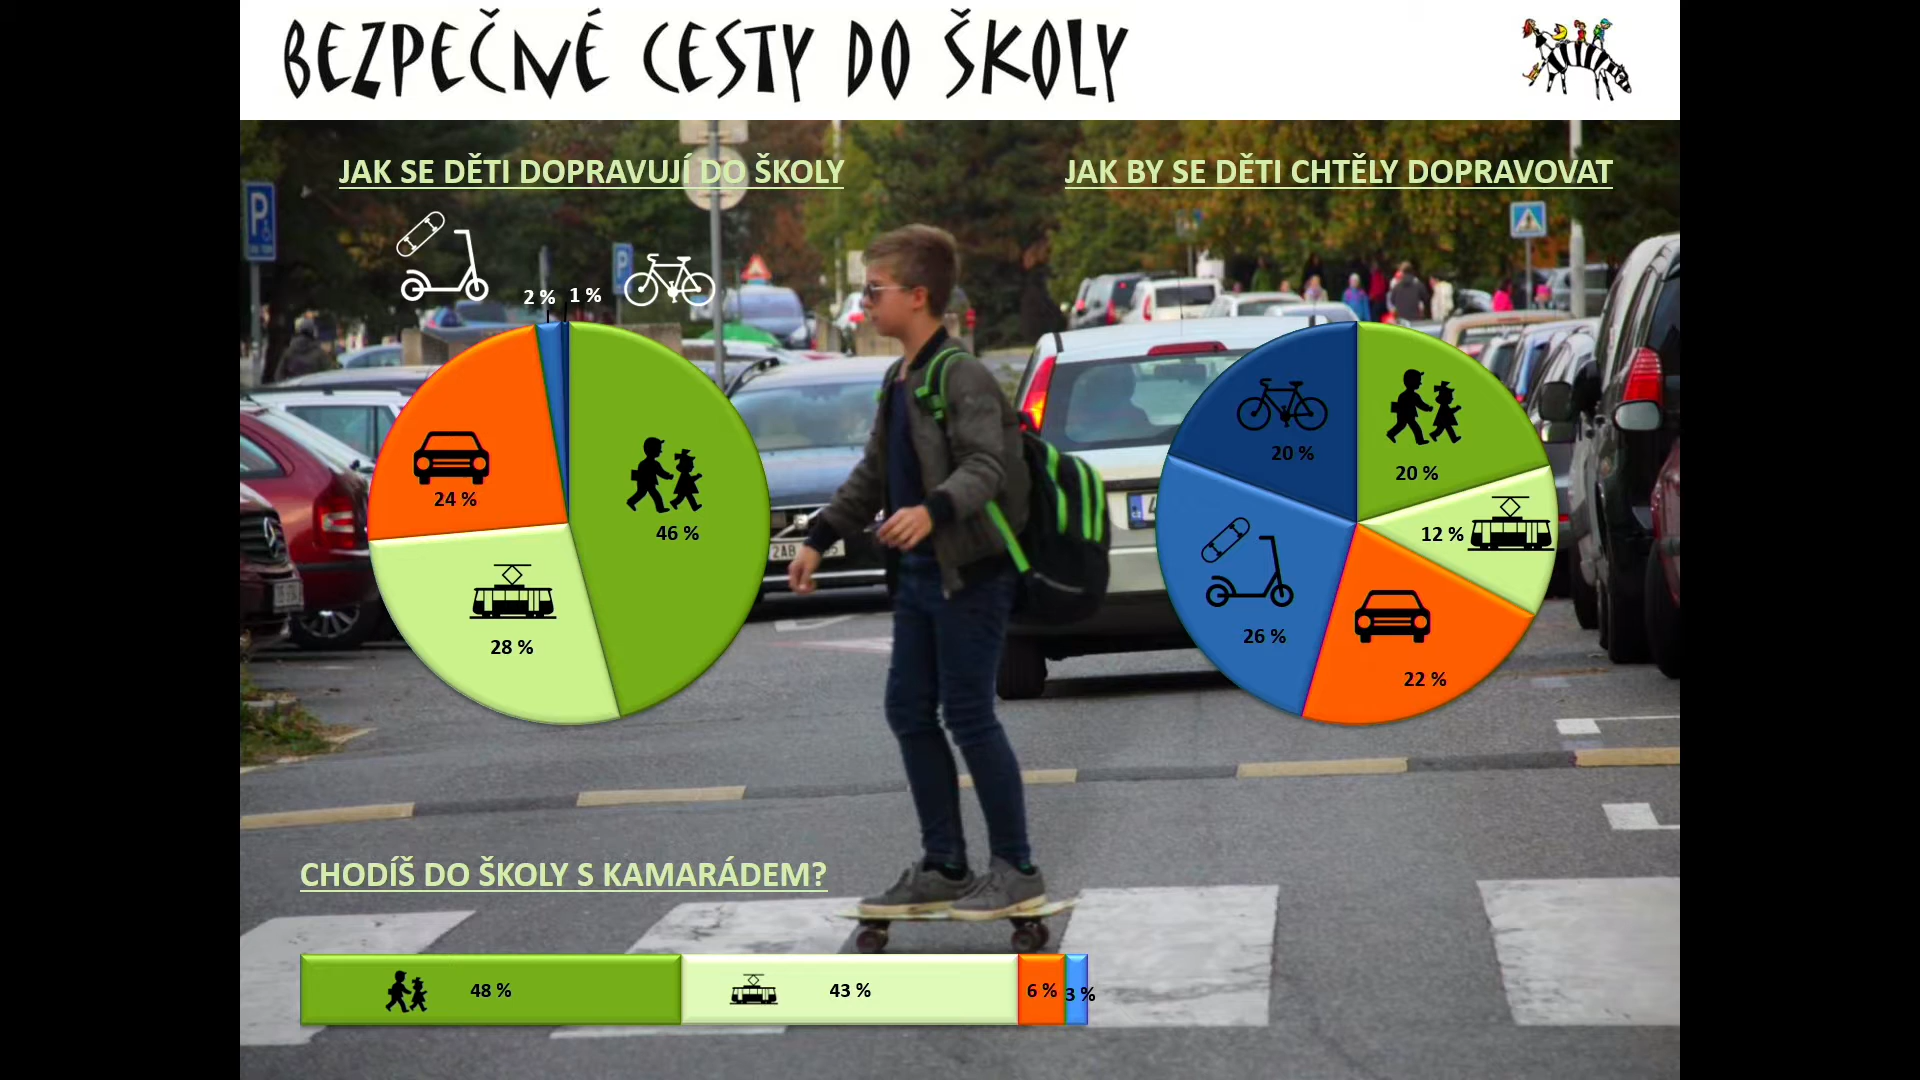 BEZPEČNÉ CESTY DO ŠKOLY
JAK SE DĚTI DOPRAVUJÍ DO ŠKOLY
JAK BY SE DĚTI CHTĚLY DOPRAVOVAT
P
P
2 %
1 %
24 %
46 %
28 %
20 %
20 %
12 %
26 %
22 %
CHODÍŠ DO ŠKOLY S KAMARÁDEM?
48 %
43 %
6 %
3 %